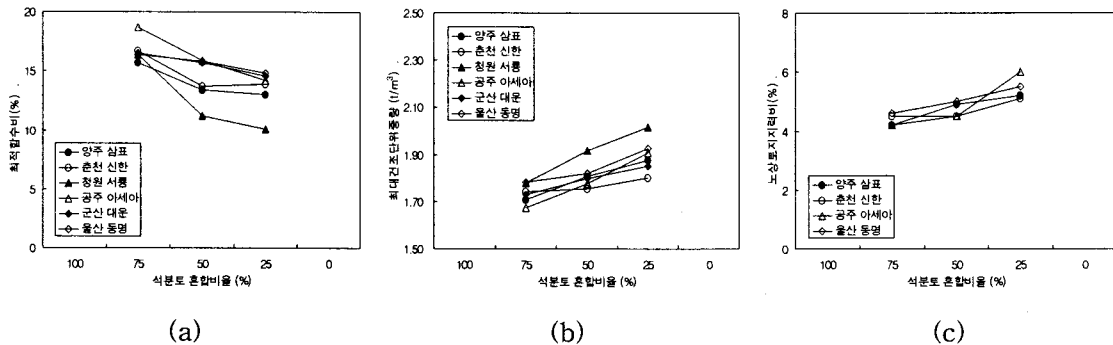 20
15
10
5
0
최적함수비(%)
양주 삼표
춘천 신한
청원 서룡
공주 아세아
군산 대운
울산 동명
100 75 50 25 0
석분토 혼합비율 (%)
(a)
2.50
2.30
2.10
1.90
1.70
1.50
최대건조단위중량 (t/m³)
양주 삼표
춘천 신한
청원 서룡
공주 아세아
군산 대운
울산 동명
100 75 50 25 0
석분토 혼합비율 (%)
(b)
8
6
4
2
0
노상토지지력비(%)
양주 삼표
춘천 신한
공주 아세아
울산 동명
100 75 50 25 0
석분토 혼합비율 (%)
(c)